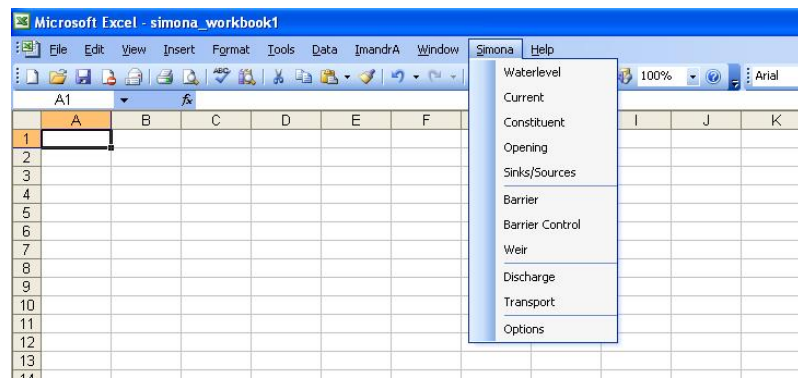 Microsoft Excel - simona_workbook1
File Edit View Insert Format Tools Data ImandrA Window Simona Help
ABC 100% Arial
A1 fx
A B C D E F I J K
1
2
3
4
5
6
7
8
9
10
11
12
13
14
Waterlevel
Current
Constituent
Opening
Sinks/Sources
Barrier
Barrier Control
Weir
Discharge
Transport
Options